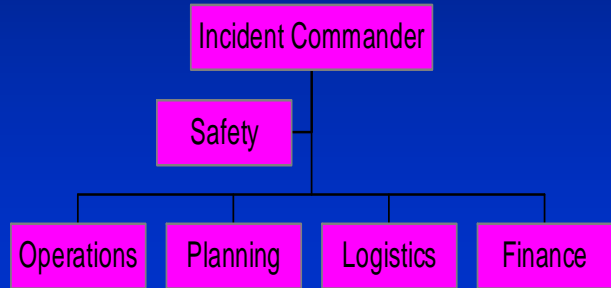 Incident Commander
Safety
Operations
Planning
Logistics
Finance